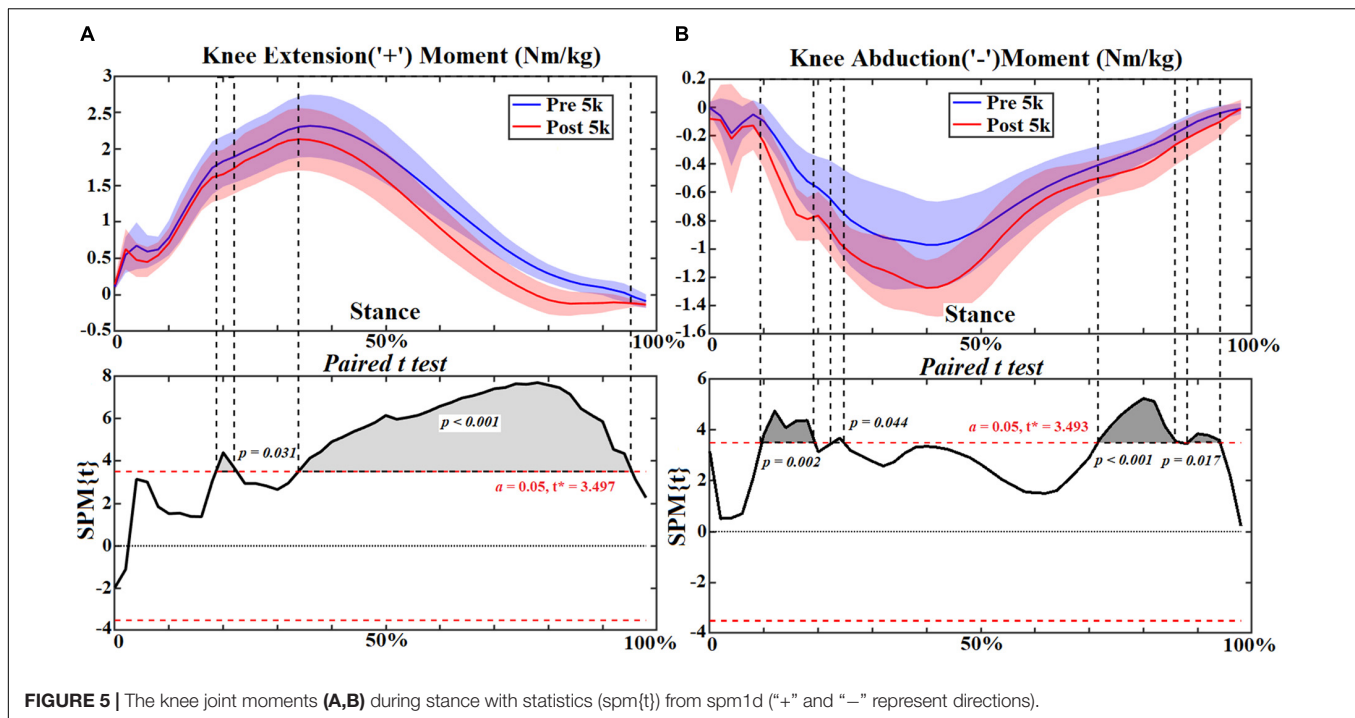 A
Knee Extension('+') Moment (Nm/kg)
3
2.5
2
1.5
1
0.5
0
-0.5
Pre 5k
Post 5k
Stance
0
50%
100%
Paired t test
8
6
4
2
0
-2
-4
SPM{t}
p = 0.031
p < 0.001
a = 0.05, t* = 3.497
0
50%
100%
B
Knee Abduction('-')Moment (Nm/kg)
0.2
0
-0.2
-0.4
-0.6
-0.8
-1
-1.2
-1.4
-1.6
Pre 5k
Post 5k
Stance
0
50%
100%
Paired t test
6
4
2
0
-2
-4
SPM{t}
p = 0.044
a = 0.05, t* = 3.493
p = 0.002
p < 0.001
p = 0.017
0
50%
100%
FIGURE 5 | The knee joint moments (A,B) during stance with statistics (spm{t}) from spm1d (“+” and “−” represent directions).